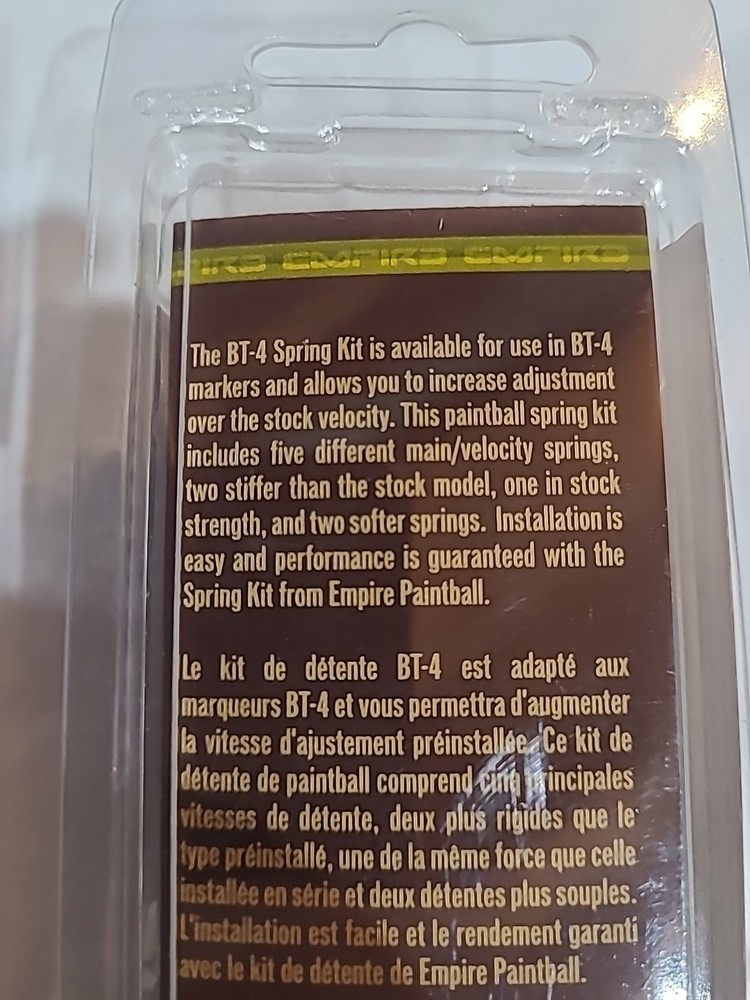 EMPIRE EMPIRE
The BT-4 Spring Kit is available for use in BT-4
markers and allows you to increase adjustment
over the stock velocity. This paintball spring kit
includes five different main/velocity springs,
two stiffer than the stock model, one in stock
strength, and two softer springs. Installation is
easy and performance is guaranteed with the
Spring Kit from Empire Paintball.
Le kit de détente BT-4 est adapté aux
marqueurs BT-4 et vous permettra d'augmenter
la vitesse d'ajustement préinstallée. Ce kit de
détente de paintball comprend cinq principales
vitesses de détente, deux plus rigides que le
type préinstallé, une de la même force que celle
installée en série et deux détentes plus souples.
L'installation est facile et le rendement garanti
avec le kit de détente de Empire Paintball.